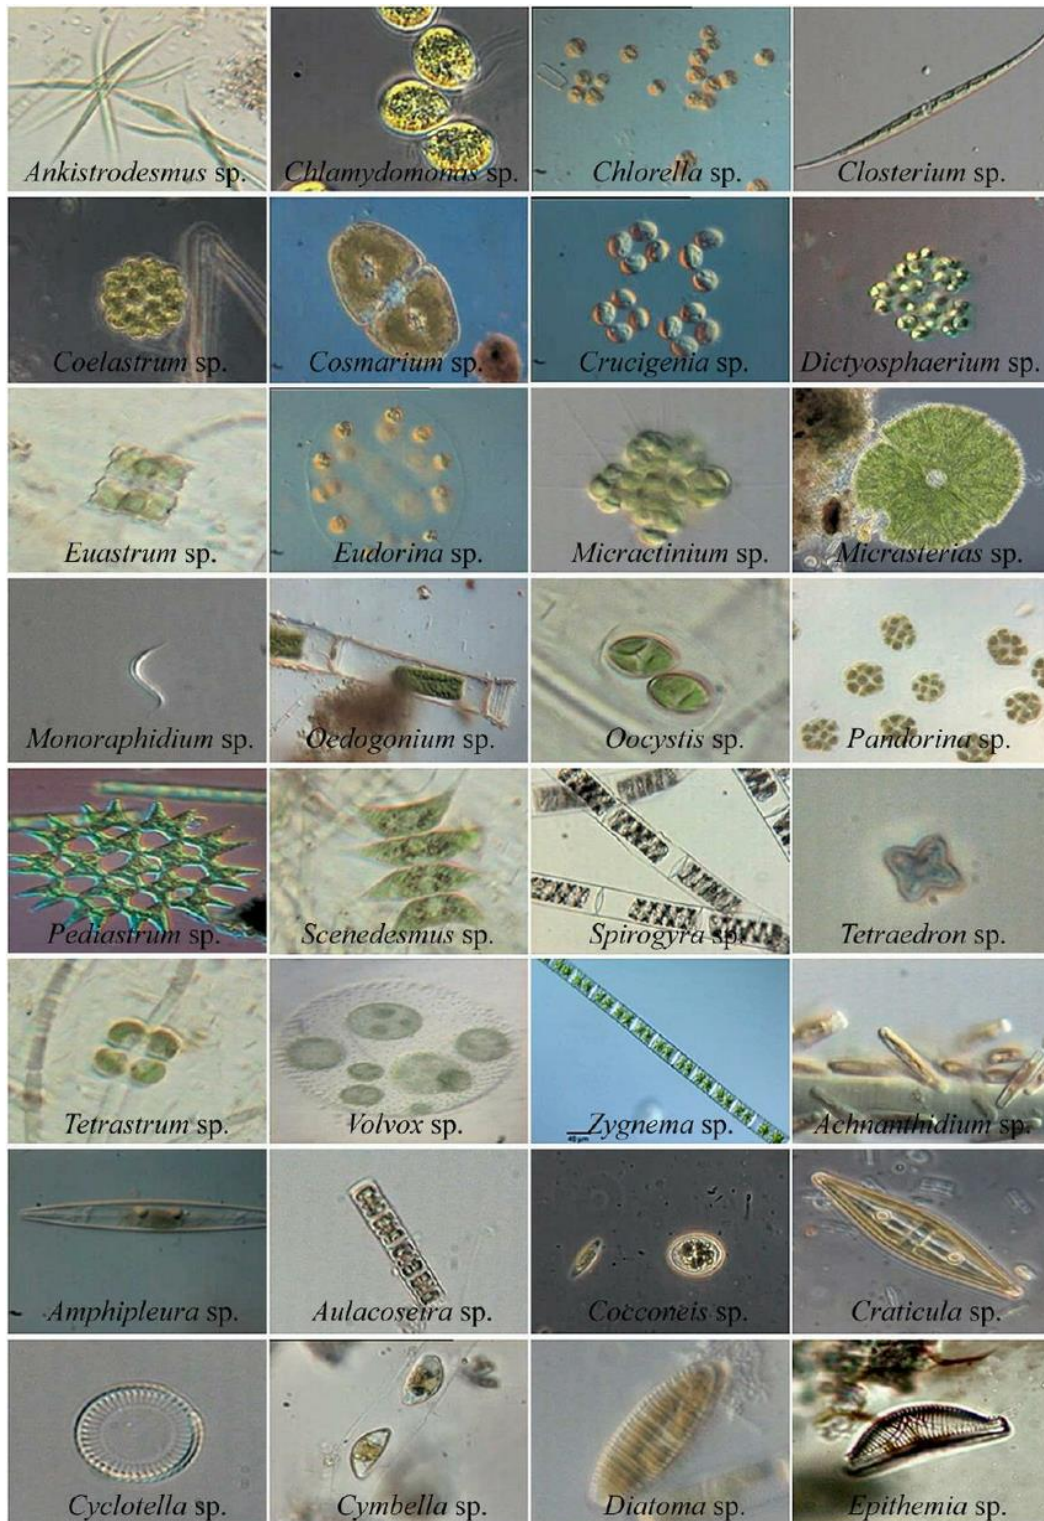 Ankistrodesmus sp.
Chlamydomonas sp.
Chlorella sp.
Closterium sp.
Coelastrum sp.
Cosmarium sp.
Crucigenia sp.
Dictyosphaerium sp.
Euastrum sp.
Eudorina sp.
Micractinium sp.
Micrasterias sp.
Monoraphidium sp.
Oedogonium sp.
Oocystis sp.
Pandorina sp.
Pediastrum sp.
Scenedesmus sp.
Spirogyra sp.
Tetraedron sp.
Tetrastrum sp.
Volvox sp.
40 µm
Zygnema sp.
Achnanthidium sp.
Amphipleura sp.
Aulacoseira sp.
Cocconeis sp.
Craticula sp.
Cyclotella sp.
Cymbella sp.
Diatoma sp.
Epithemia sp.